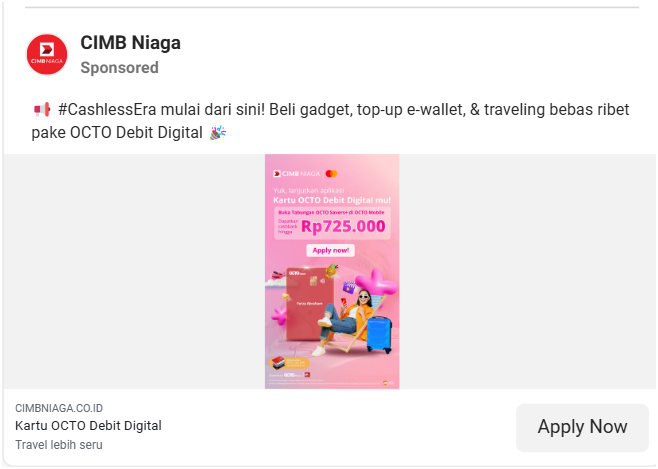 CIMB Niaga
CIMB NIAGA
Sponsored
📢 #CashlessEra mulai dari sini! Beli gadget, top-up e-wallet, & traveling bebas ribet
pake OCTO Debit Digital 🎉
CIMB NIAGA
Yuk, lanjutkan aplikasi
Kartu OCTO Debit Digital mu!
Buka Tabungan OCTO Savers+ di OCTO Mobile
Dapatkan
cashback
hingga
Rp725.000
Apply now!
CIMBNIAGA.CO.ID
Kartu OCTO Debit Digital
Travel lebih seru
Apply Now